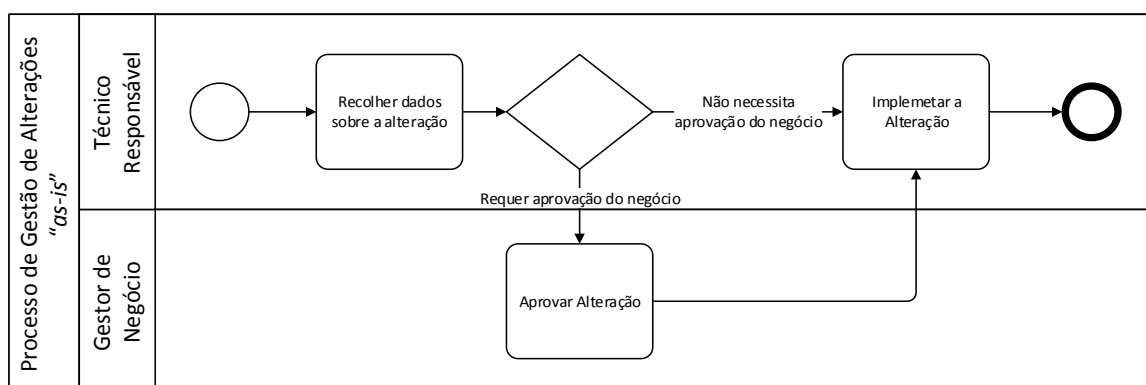 Processo de Gestão de Alterações
“as-is”
Técnico
Responsável
Recolher dados
sobre a alteração
Não necessita
aprovação do negócio
Implemetar a
Alteração
Requer aprovação do negócio
Gestor de
Negócio
Aprovar Alteração